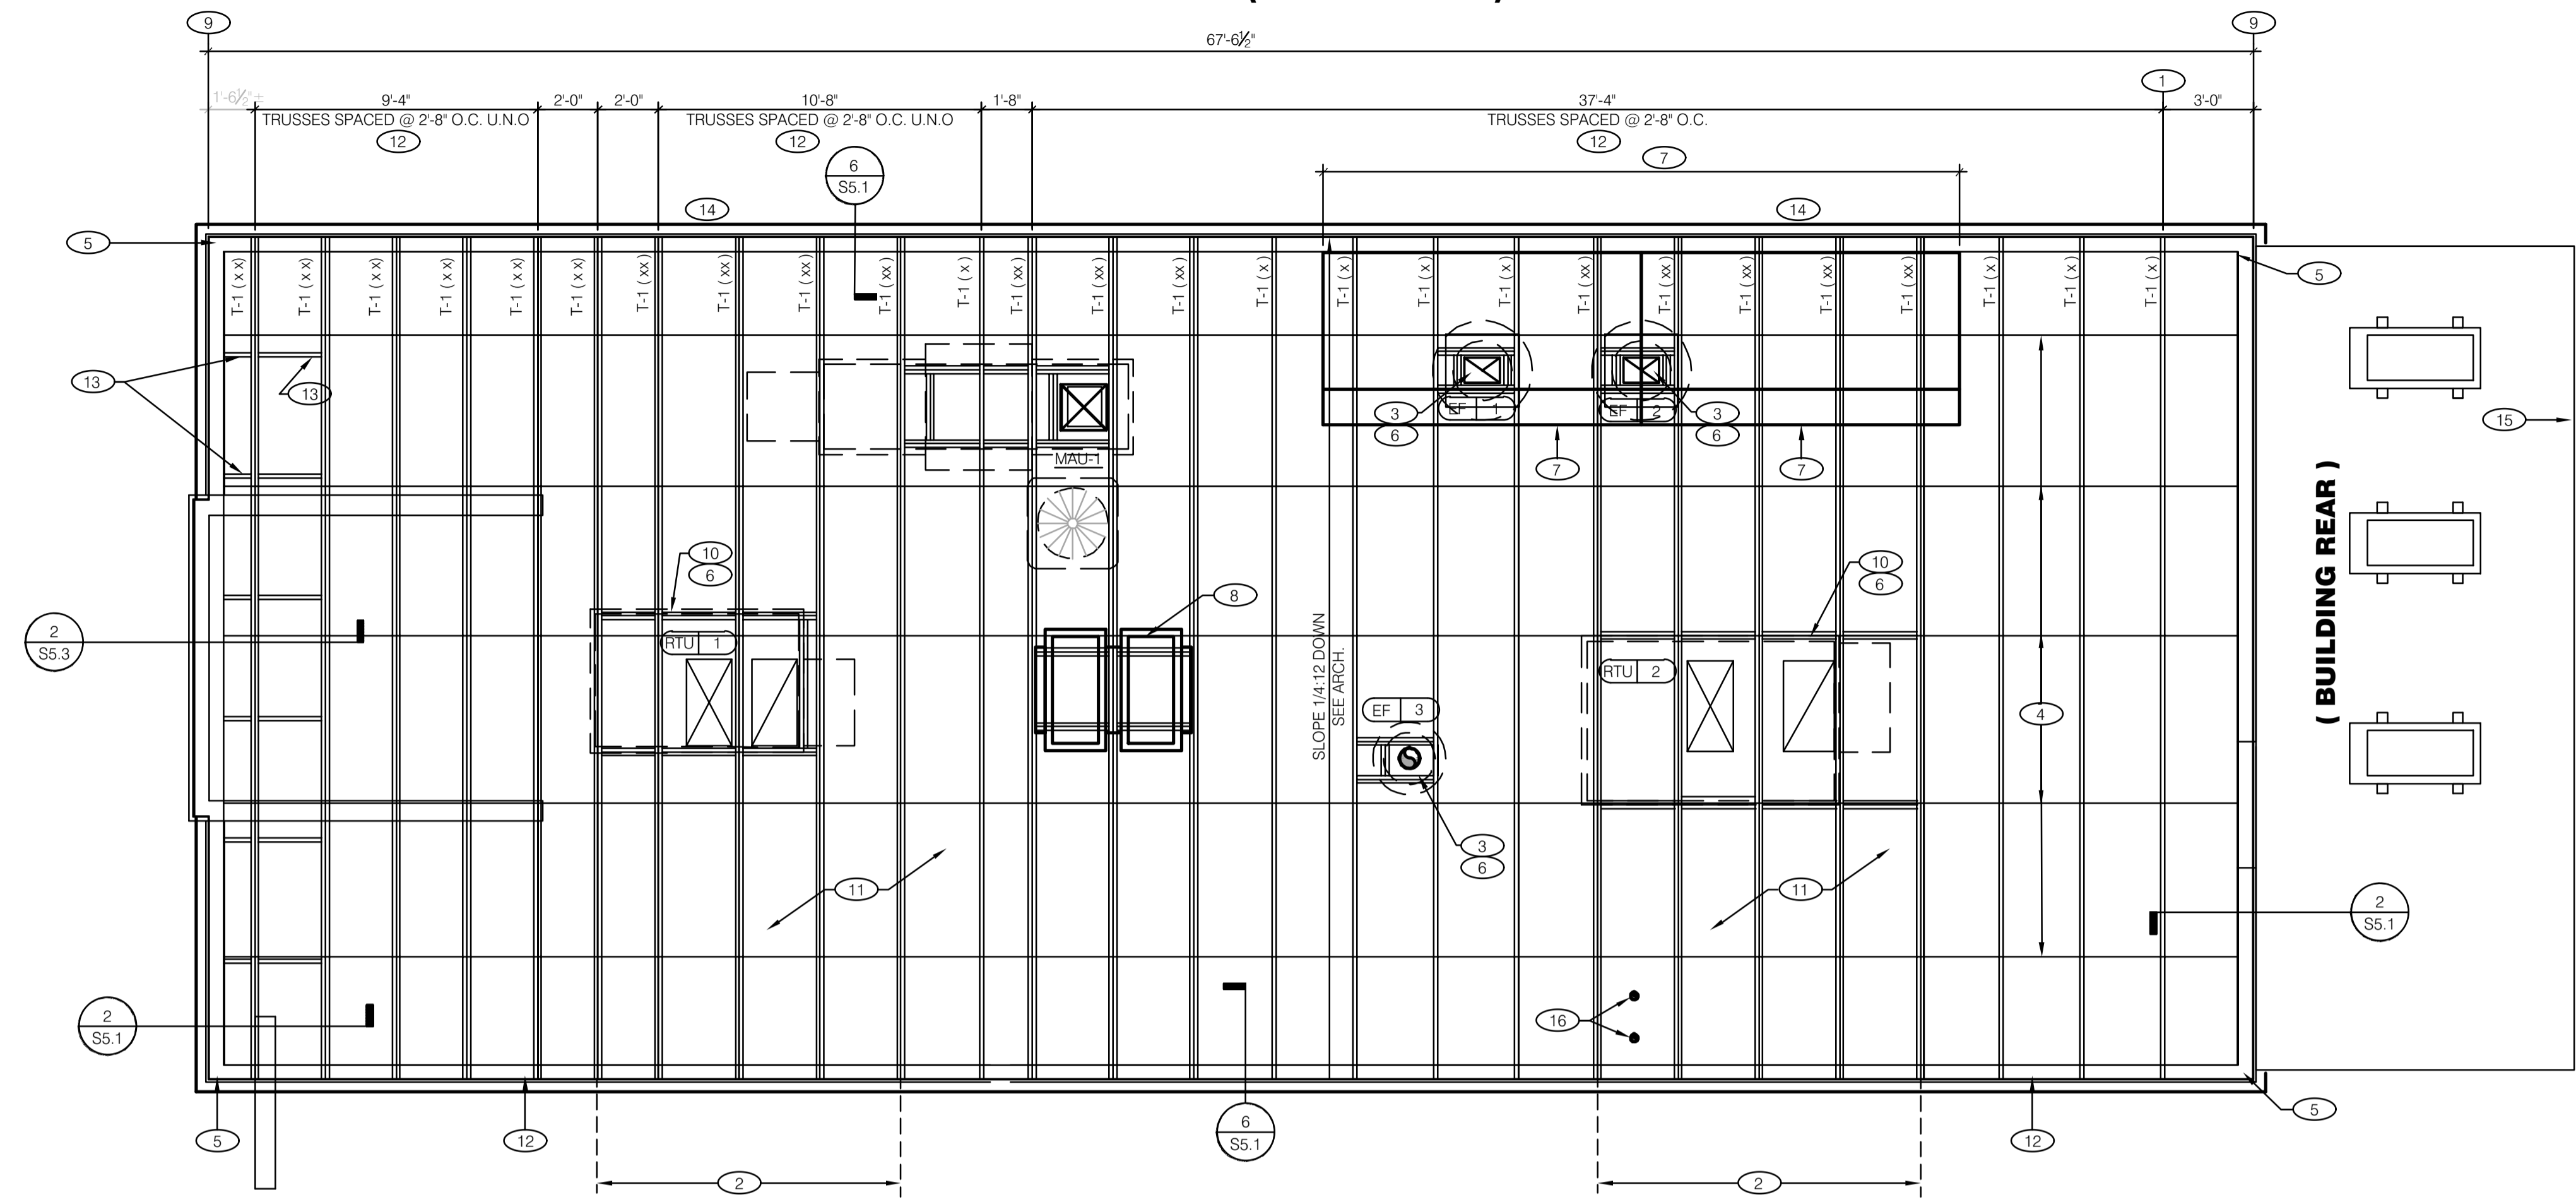 9
9
67'-6½"
1
1'-6½"±
9'-4"
2'-0"
2'-0"
10'-8"
1'-8"
37'-4"
3'-0"
TRUSSES SPACED @ 2'-8" O.C. U.N.O
TRUSSES SPACED @ 2'-8" O.C. U.N.O
TRUSSES SPACED @ 2'-8" O.C.
12
12
12
7
6
S5.1
14
14
5
5
T-1 ( x x)
T-1 ( x x)
T-1 ( x x)
T-1 ( x x)
T-1 ( x x)
T-1 ( x x)
T-1 ( xx )
T-1 ( xx )
T-1 ( xx )
T-1 ( xx )
T-1 ( x )
T-1 ( xx )
T-1 ( xx )
T-1 ( xx )
T-1 ( x )
T-1 ( x )
T-1 ( x )
T-1 ( x )
T-1 ( xx )
T-1 ( xx )
T-1 ( xx )
T-1 ( xx )
T-1 ( xx )
T-1 ( x )
T-1 ( x )
T-1 ( x )
13
13
3
6
EF 1
EF 2
3
6
15
MAU-1
7
7
( BUILDING REAR )
10
6
10
6
8
2
S5.3
RTU 1
SLOPE 1/4:12 DOWN
SEE ARCH.
RTU 2
EF 3
4
3
6
11
11
2
S5.1
2
S5.1
16
5
12
6
S5.1
12
5
2
2